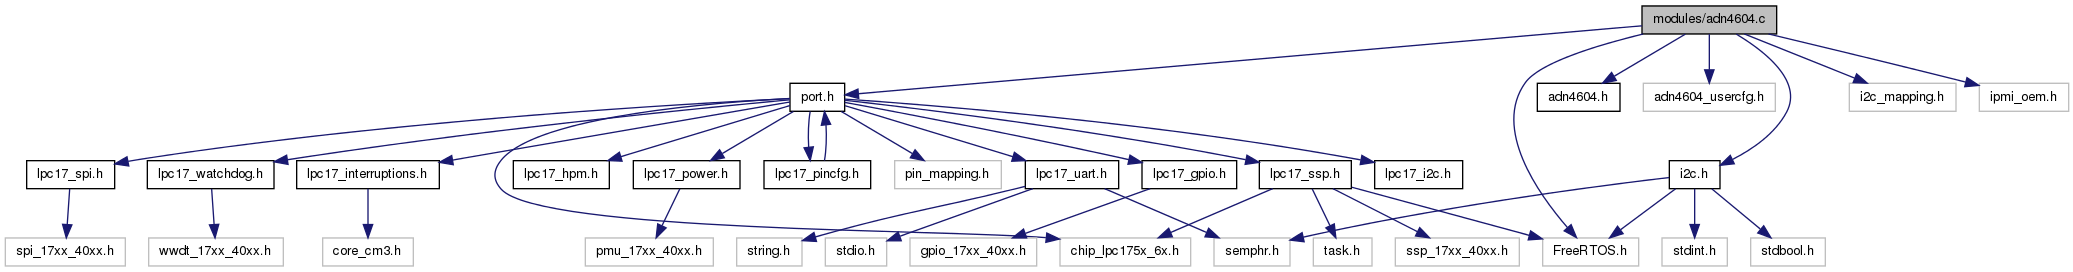 modules/adn4604.c
port.h
adn4604.h
adn4604_usercfg.h
i2c_mapping.h
ipmi_oem.h
lpc17_spi.h
lpc17_watchdog.h
lpc17_interruptions.h
lpc17_hpm.h
lpc17_power.h
lpc17_pincfg.h
pin_mapping.h
lpc17_uart.h
lpc17_gpio.h
lpc17_ssp.h
lpc17_i2c.h
i2c.h
spi_17xx_40xx.h
wwdt_17xx_40xx.h
core_cm3.h
pmu_17xx_40xx.h
string.h
stdio.h
gpio_17xx_40xx.h
chip_lpc175x_6x.h
semphr.h
task.h
ssp_17xx_40xx.h
FreeRTOS.h
stdint.h
stdbool.h